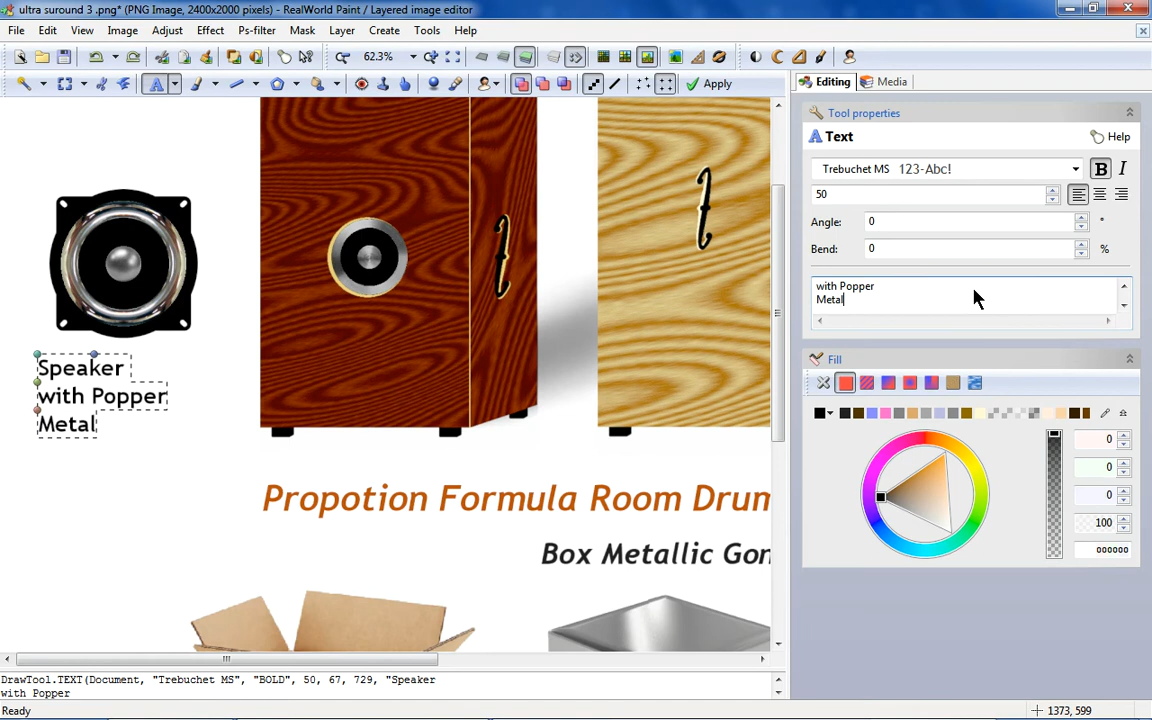 ultra suround 3 .png* (PNG Image, 2400x2000 pixels) - RealWorld Paint / Layered image editor
File Edit View Image Adjust Effect Ps-filter Create Mask Layer Create Tools Help
62.3%
Apply
Editing Media
Tool properties
A Text Help
Trebuchet MS 123-Abc! B I
50
Angle: 0 °
Bend: 0 %
with Popper
Metal
Fill
0
0
0
100
000000
Speaker
with Popper
Metal
Propotion Formula Room Drum
Box Metallic Gon
DrawTool.TEXT(Document, "Trebuchet MS", "BOLD", 50, 67, 729, "Speaker
with Popper
Ready 1373, 599